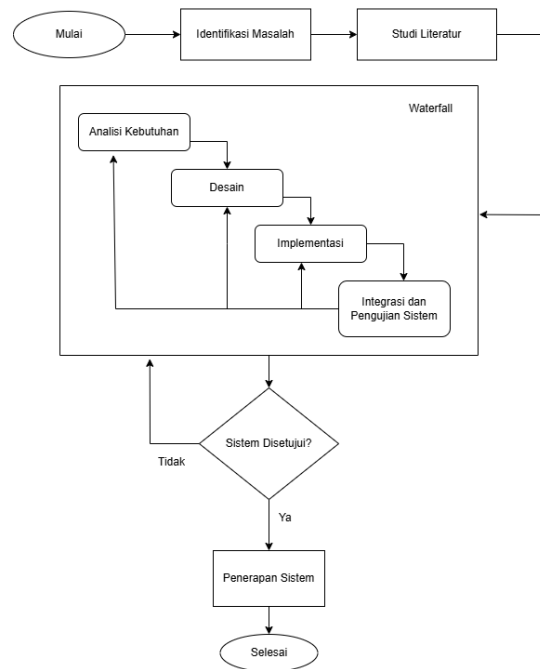 Mulai
Identifikasi Masalah
Studi Literatur
Waterfall
Analisi Kebutuhan
Desain
Implementasi
Integrasi dan
Pengujian Sistem
Sistem Disetujui?
Tidak
Ya
Penerapan Sistem
Selesai